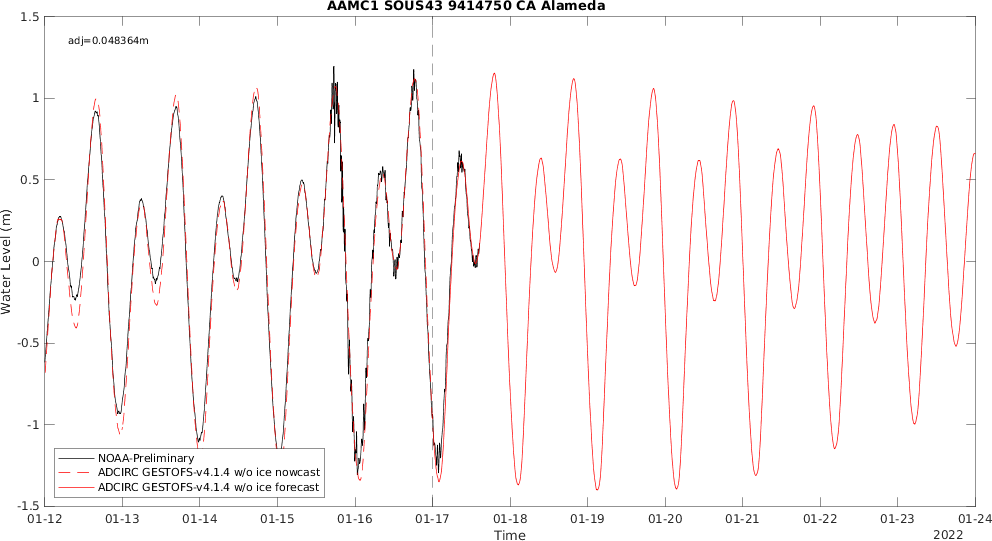 AAMC1 SOUS43 9414750 CA Alameda
adj=0.048364m
1.5
1
0.5
0
-0.5
-1
-1.5
Water Level (m)
NOAA-Preliminary
ADCIRC GESTOFS-v4.1.4 w/o ice nowcast
ADCIRC GESTOFS-v4.1.4 w/o ice forecast
01-12 01-13 01-14 01-15 01-16 01-17 01-18 01-19 01-20 01-21 01-22 01-23 01-24
Time
2022